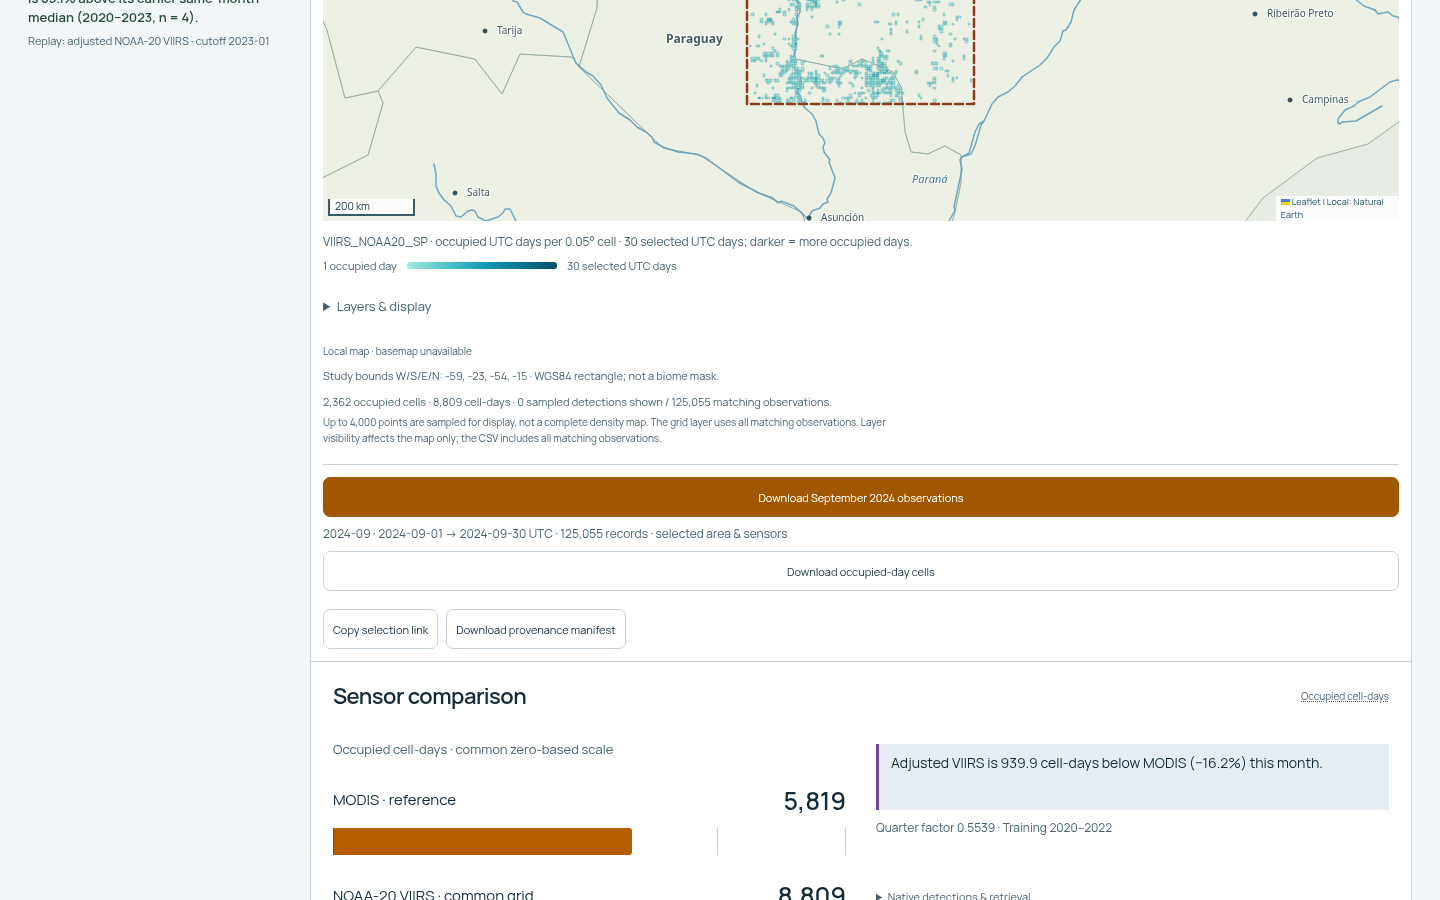 is 69.1% above its earlier same-month
median (2020–2023, n = 4).
Replay: adjusted NOAA-20 VIIRS · cutoff 2023-01
Tarija
Paraguay
Ribeirão Preto
Campinas
Paraná
Salta
Asunción
200 km
Leaflet | Local: Natural
Earth
VIIRS_NOAA20_SP · occupied UTC days per 0.05° cell · 30 selected UTC days; darker = more occupied days.
1 occupied day
30 selected UTC days
Layers & display
Local map · basemap unavailable
Study bounds W/S/E/N: -59, -23, -54, -15 · WGS84 rectangle; not a biome mask.
2,362 occupied cells · 8,809 cell-days · 0 sampled detections shown / 125,055 matching observations.
Up to 4,000 points are sampled for display, not a complete density map. The grid layer uses all matching observations. Layer
visibility affects the map only; the CSV includes all matching observations.
Download September 2024 observations
2024-09 · 2024-09-01 → 2024-09-30 UTC · 125,055 records · selected area & sensors
Download occupied-day cells
Copy selection link
Download provenance manifest
Sensor comparison
Occupied cell-days
Occupied cell-days · common zero-based scale
Adjusted VIIRS is 939.9 cell-days below MODIS (−16.2%) this month.
MODIS · reference
5,819
Quarter factor 0.5539 · Training 2020–2022
NOAA-20 VIIRS · common grid
8,809
Native detections & retrieval